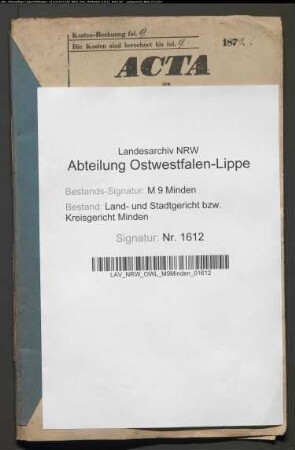 Kosten-Rechnung fol. 9
Die Kosten sind berechnet bis fol. 9.
187
ACTA
Landesarchiv NRW
Abteilung Ostwestfalen-Lippe
Bestands-Signatur: M 9 Minden
Bestand: Land- und Stadtgericht bzw.
Kreisgericht Minden
Signatur: Nr. 1612
LAV_NRW_OWL_M9Minden_01612